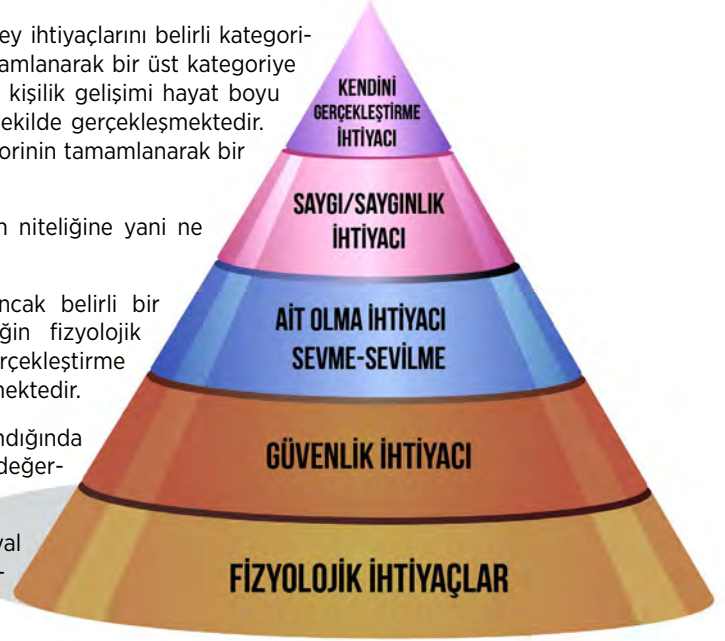 ey ihtiyaçlarını belirli kategori-
amlanarak bir üst kategoriye
kişilik gelişimi hayat boyu
ekilde gerçekleşmektedir.
orinin tamamlanarak bir
n niteliğine yani ne
ncak belirli bir
ğin fizyolojik
rçekleştirme
mektedir.
ndığında
değer-
val
-
KENDİNİ
GERÇEKLEŞTİRME
İHTİYACI
SAYGI/SAYGINLIK
İHTİYACI
AİT OLMA İHTİYACI
SEVME-SEVİLME
GÜVENLİK İHTİYACI
FİZYOLOJİK İHTİYAÇLAR